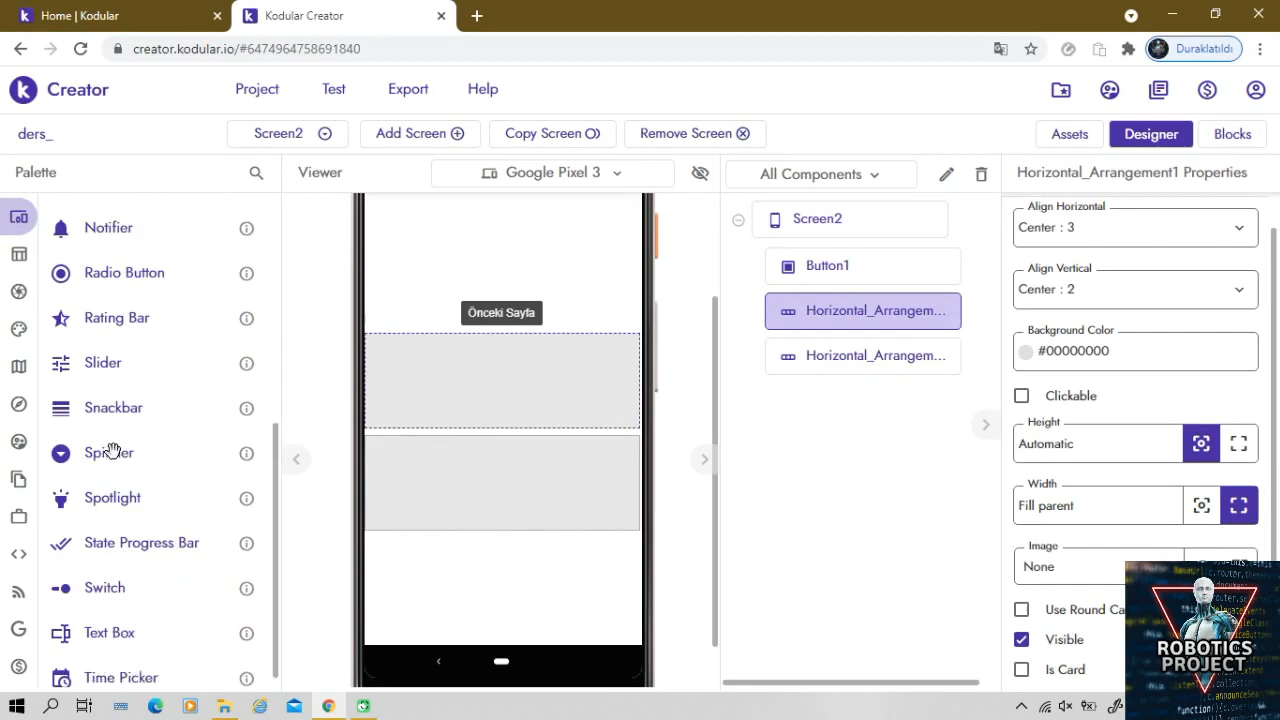 Home | Kodular
Kodular Creator
creator.kodular.io/#6474964758691840
Duraklatıldı
Creator
Project
Test
Export
Help
ders_
Screen2
Add Screen
Copy Screen
Remove Screen
Assets
Designer
Blocks
Palette
Viewer
Google Pixel 3
All Components
Horizontal_Arrangement1 Properties
Notifier
Radio Button
Rating Bar
Slider
Snackbar
Spotlight
State Progress Bar
Switch
Text Box
Time Picker
Önceki Sayfa
Screen2
Button1
Horizontal_Arrangem...
Horizontal_Arrangem...
Align Horizontal
Center : 3
Align Vertical
Center : 2
Background Color
#00000000
Clickable
Height
Automatic
Width
Fill parent
Image
None
Use Round Ca
Visible
Is Card
ROBOTICS
PROJECT